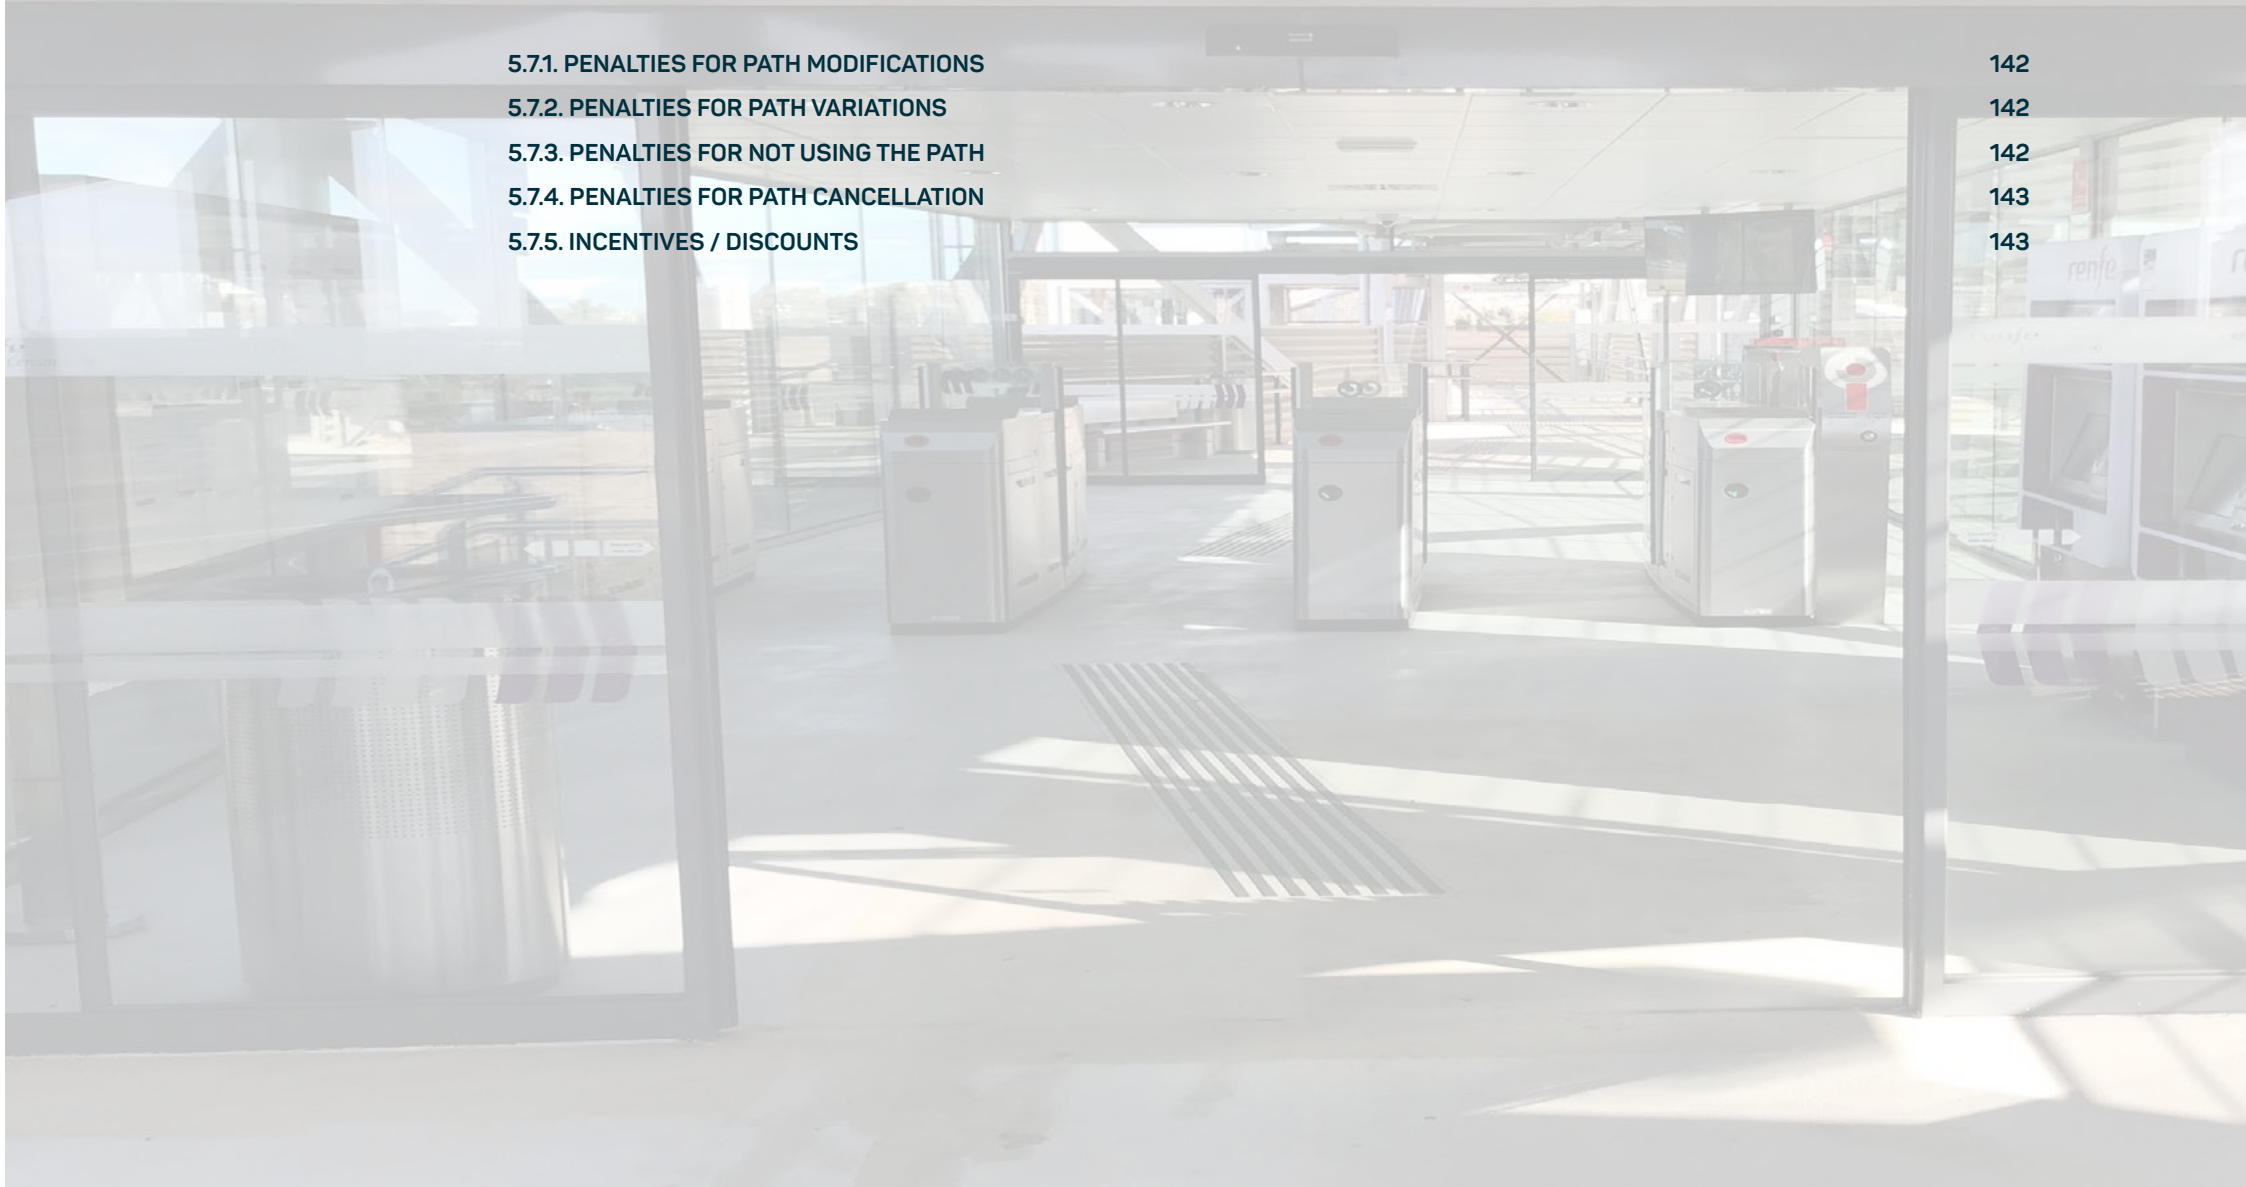 5.7.1. PENALTIES FOR PATH MODIFICATIONS 142
5.7.2. PENALTIES FOR PATH VARIATIONS 142
5.7.3. PENALTIES FOR NOT USING THE PATH 142
5.7.4. PENALTIES FOR PATH CANCELLATION 143
5.7.5. INCENTIVES / DISCOUNTS 143
renfe